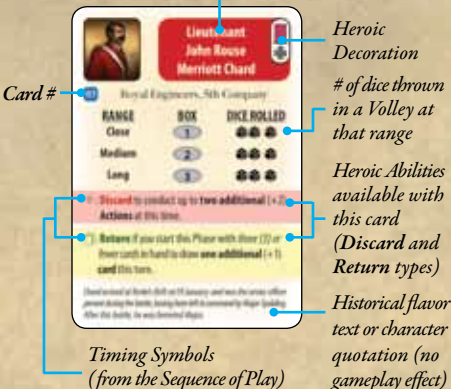 Lieutenant
John Rouse
Merriott Chard
Heroic
Decoration
Card #
Royal Engineers, 5th Company
RANGE BOX DICE ROLLED
Close 1
Medium 2
Long 3
# of dice thrown
in a Volley at
that range
Discard to conduct up to two additional (+2)
Actions at this time.
Return if you start this Phase with three (3) or
fewer cards in hand to draw one additional (+1)
card this turn.
Heroic Abilities
available with
this card
(Discard and
Return types)
Historical flavor
text or character
quotation (no
gameplay effect)
Timing Symbols
(from the Sequence of Play)